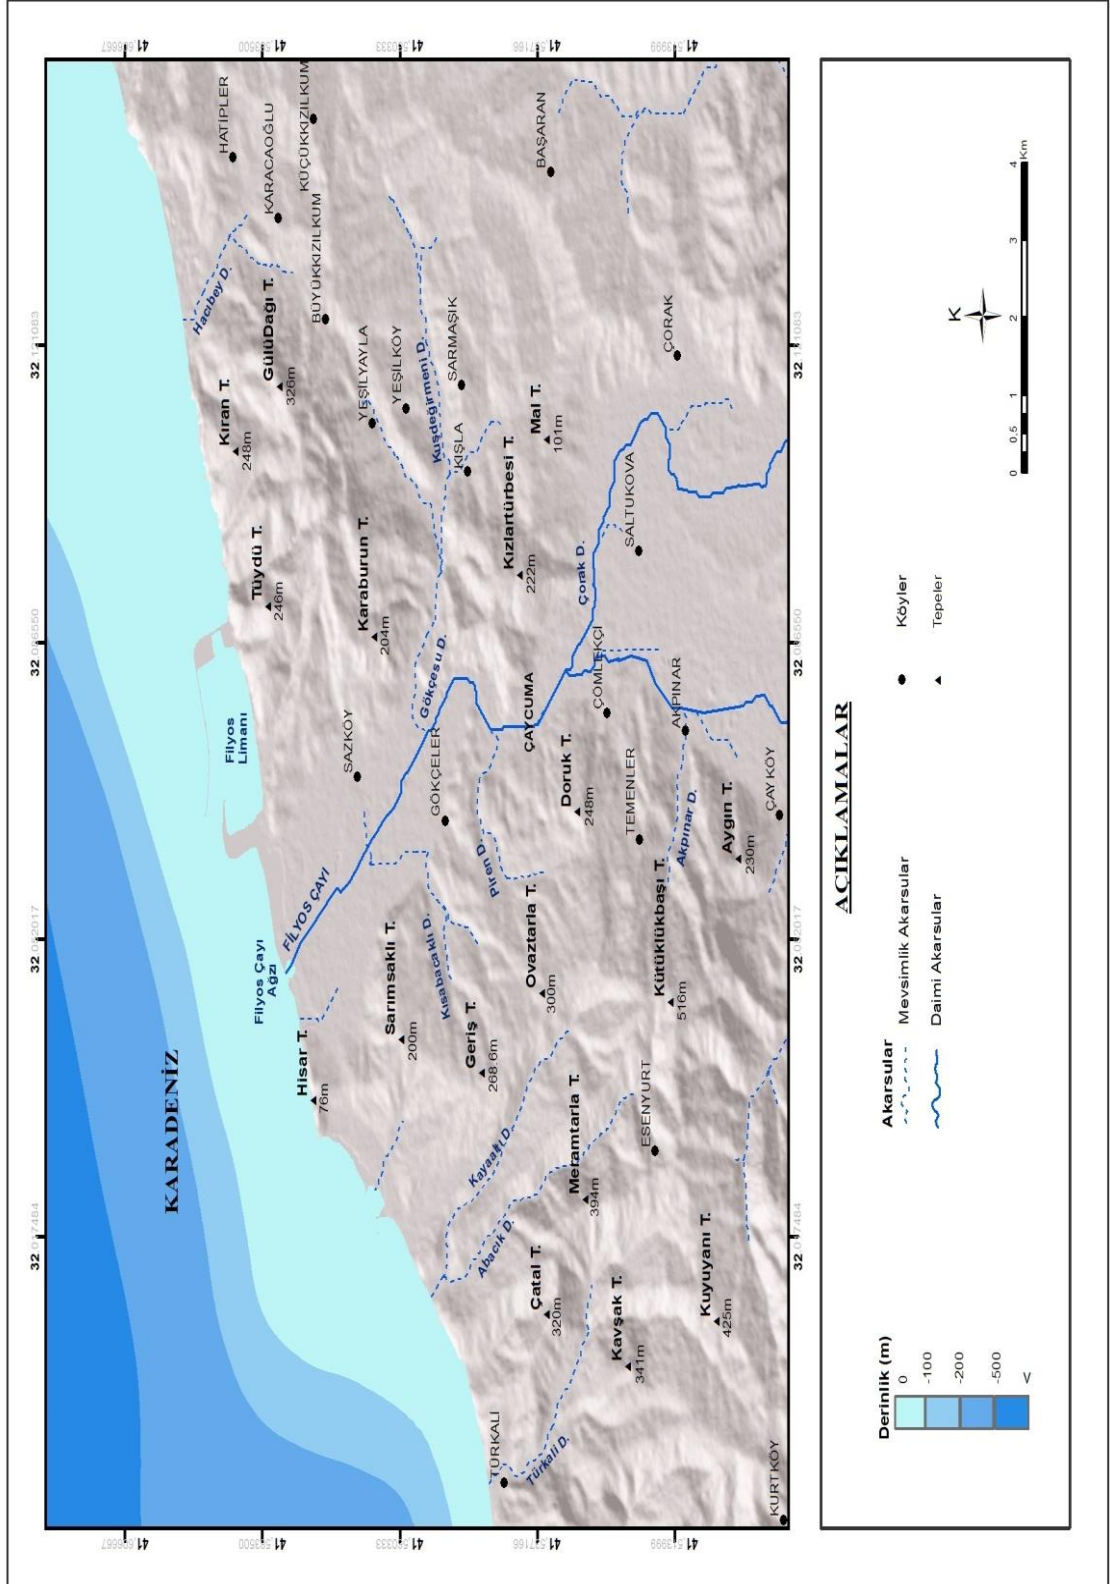 KARADENİZ
Filyos Çayı
Ağzı
FİLYOS ÇAYI
Filyos
Limanı
Hisar T.
76m
Sarımsaklı T.
200m
Geriş T.
268.6m
Ovaztarla T.
300m
Kütüklükbaşı T.
516m
Metamtarla T.
394m
Çatal T.
320m
Kavşak T.
341m
Kuyuyanı T.
425m
Doruk T.
248m
Aygın T.
230m
Tüydü T.
246m
Karaburun T.
204m
Kızlartürbesi T.
222m
Mal T.
101m
Kıran T.
248m
GülüDağı T.
326m
TÜRKALİ
KURTKÖY
ESENYURT
TEMENLER
ÇAYKÖY
AKPINAR
ÇÖMLEKÇİ
ÇAYCUMA
GÖKÇELER
SAZKÖY
SALTUKOVA
ÇORAK
KIŞLA
SARMAŞIK
YEŞİLKÖY
YEŞİLYAYLA
BÜYÜKKIZILKUM
KÜÇÜKKIZILKUM
KARACAOĞLU
HATİPLER
BAŞARAN
Türkali D.
Abacık D.
Kısabacaklı D.
Piren D.
Akpınar D.
Gökçesu D.
Çorak D.
Kuşdeğirmeni D.
Hacıbey D.
AÇIKLAMALAR
Derinlik (m)
0
-100
-200
-500
<
Akarsular
Mevsimlik Akarsular
Daimi Akarsular
Köyler
Tepeler
K
0 0.5 1 2 3 4
Km